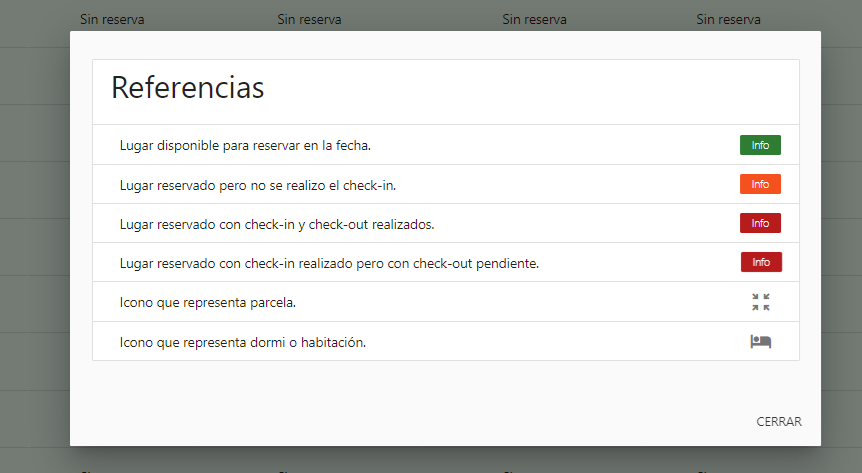 Sin reserva Sin reserva Sin reserva Sin reserva
Referencias
Lugar disponible para reservar en la fecha. Info
Lugar reservado pero no se realizo el check-in. Info
Lugar reservado con check-in y check-out realizados. Info
Lugar reservado con check-in realizado pero con check-out pendiente. Info
Icono que representa parcela.
Icono que representa dormi o habitación.
CERRAR